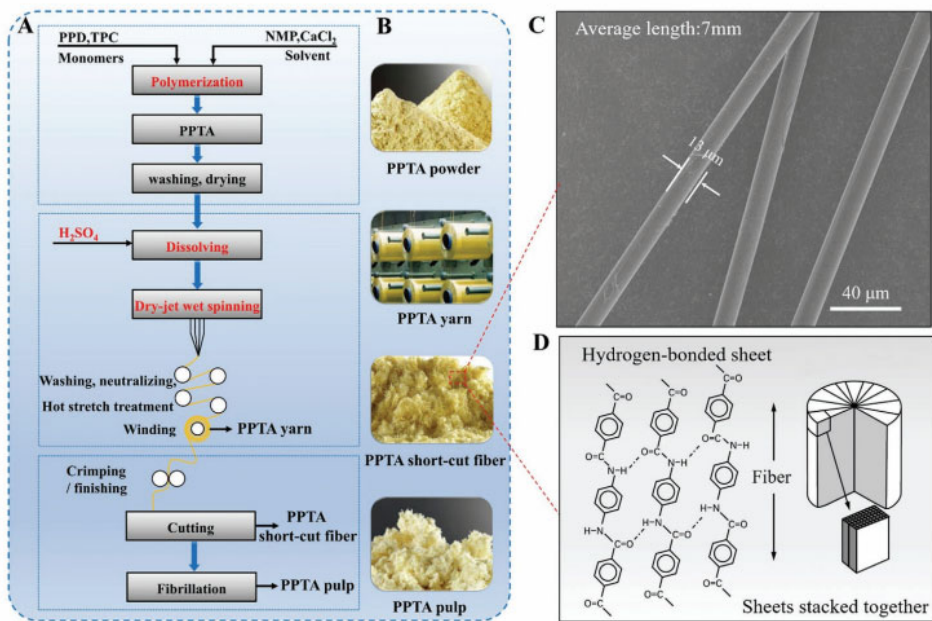 A
PPD,TPC
Monomers
NMP,CaCl2
Solvent
Polymerization
PPTA
washing, drying
H2SO4
Dissolving
Dry-jet wet spinning
Washing, neutralizing,
Hot stretch treatment
Winding
PPTA yarn
Crimping
/ finishing
Cutting
PPTA
short-cut fiber
Fibrillation
PPTA pulp
B
PPTA powder
PPTA yarn
PPTA short-cut fiber
PPTA pulp
C
Average length:7mm
13 μm
40 μm
D
Hydrogen-bonded sheet
C=O
C=O
C=O
O=C
N-H
O=C
N-H
O=C
N-H
H-N
C=O
H-N
C=O
H-N
C=O
C=O
C=O
C=O
Fiber
Sheets stacked together